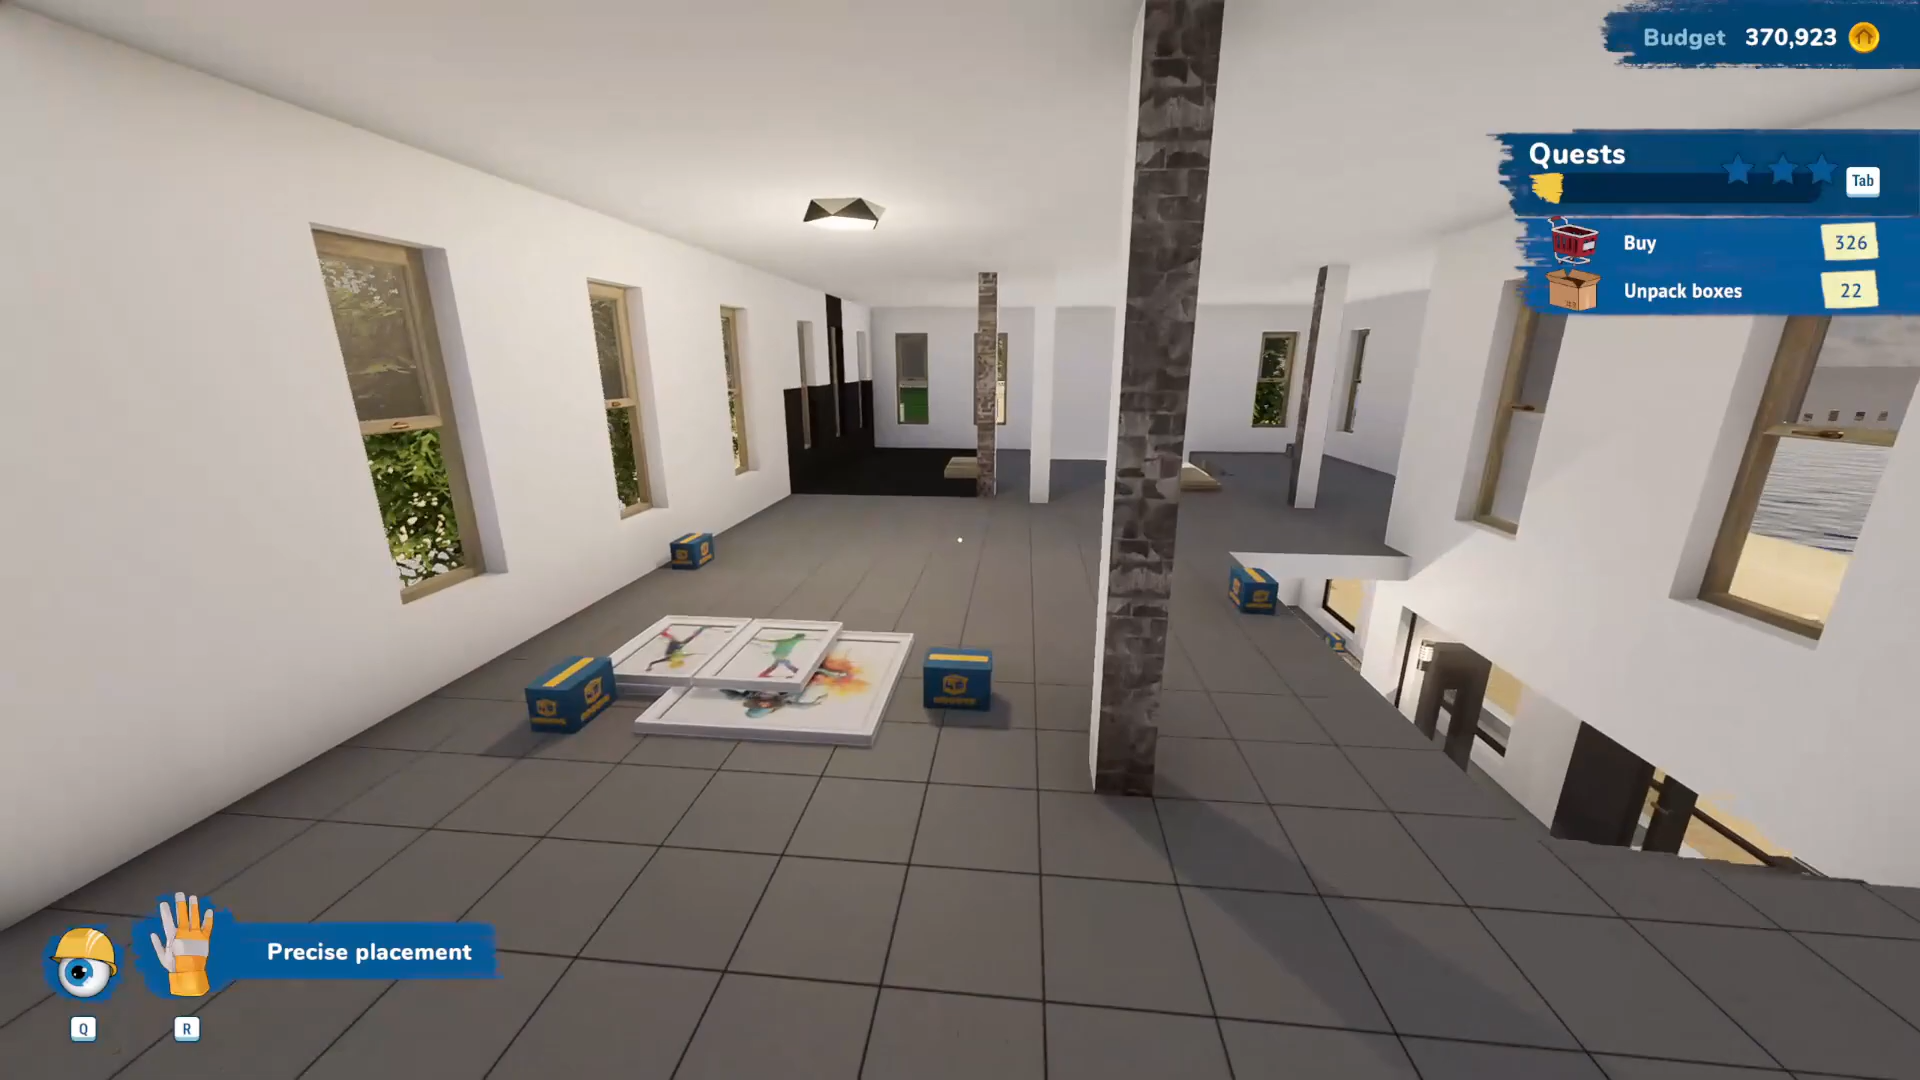 Budget 370,923
Quests
Tab
Buy 326
Unpack boxes 22
Precise placement
Q R